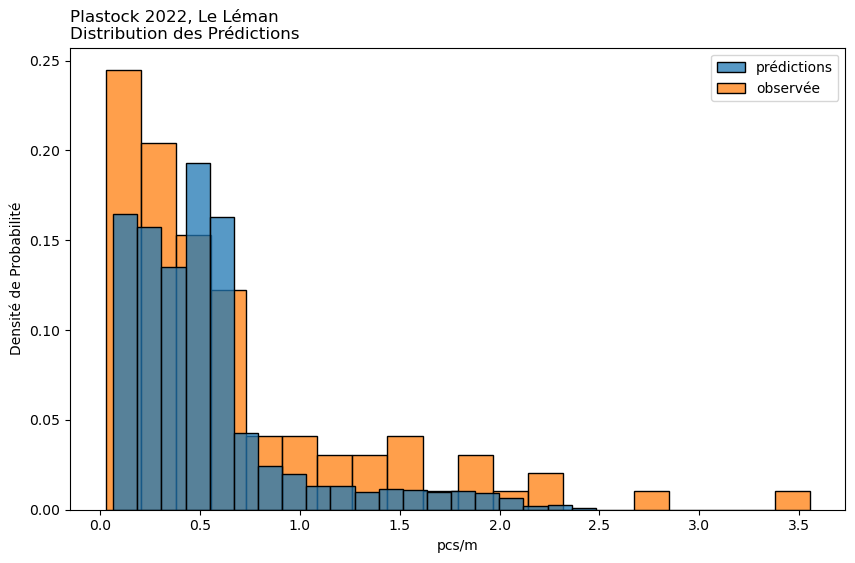 Plastock 2022, Le Léman
Distribution des Prédictions
prédictions
observée
Densité de Probabilité
0.25
0.20
0.15
0.10
0.05
0.00
0.0 0.5 1.0 1.5 2.0 2.5 3.0 3.5
pcs/m